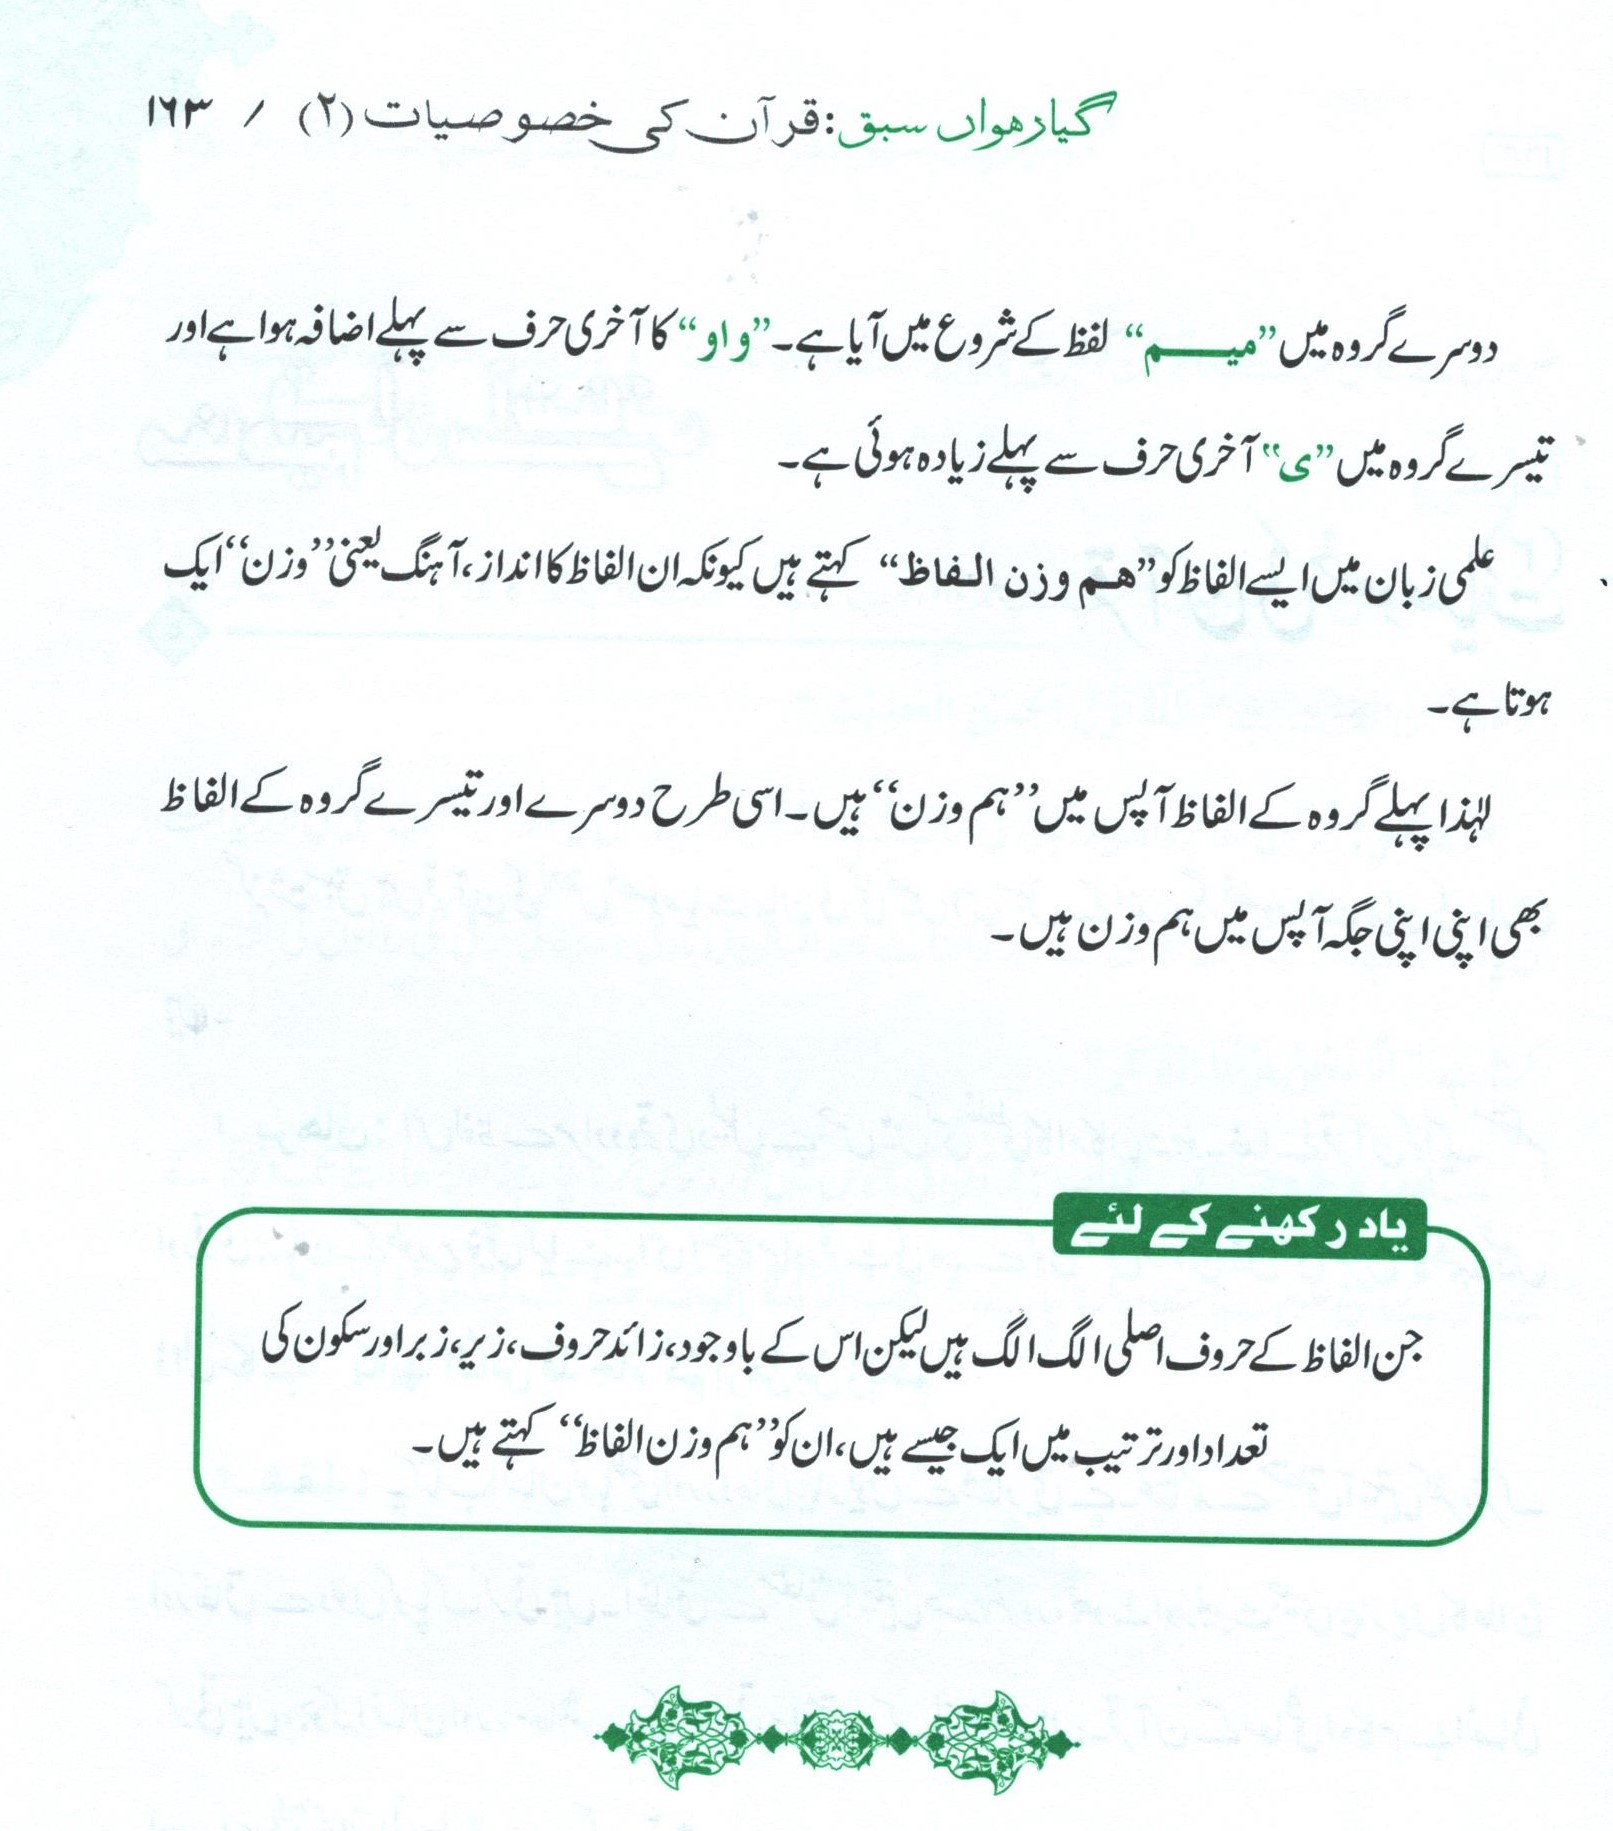 گیارهواں سبق: قرآن کی خصوصیات (۲) / ۱۶۳
دوسرے گروہ میں ”میــم“ لفظ کے شروع میں آیا ہے۔ ”واو“ کا آخری حرف سے پہلے اضافہ ہوا ہے اور
تیسرے گروہ میں ”ی“ آخری حرف سے پہلے زیادہ ہوئی ہے۔
علمی زبان میں ایسے الفاظ کو ”هم وزن الفاظ“ کہتے ہیں کیونکہ ان الفاظ کا انداز، آہنگ یعنی ”وزن“ ایک
ہوتا ہے۔
لہٰذا پہلے گروہ کے الفاظ آپس میں ”ہم وزن“ ہیں۔ اسی طرح دوسرے اور تیسرے گروہ کے الفاظ
بھی اپنی اپنی جگہ آپس میں ہم وزن ہیں۔
یاد رکھنے کے لئے
جن الفاظ کے حروف اصلی الگ الگ ہیں لیکن اس کے باوجود، زائد حروف، زیر، زبر اور سکون کی
تعداد اور ترتیب میں ایک جیسے ہیں، ان کو ”ہم وزن الفاظ“ کہتے ہیں۔